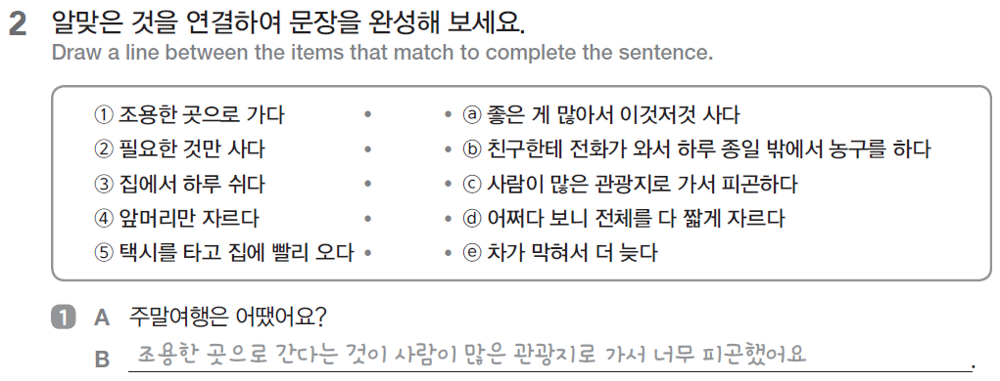 2 알맞은 것을 연결하여 문장을 완성해 보세요.
Draw a line between the items that match to complete the sentence.
① 조용한 곳으로 가다 • • ⓐ 좋은 게 많아서 이것저것 사다
② 필요한 것만 사다 • • ⓑ 친구한테 전화가 와서 하루 종일 밖에서 농구를 하다
③ 집에서 하루 쉬다 • • ⓒ 사람이 많은 관광지로 가서 피곤하다
④ 앞머리만 자르다 • • ⓓ 어쩌다 보니 전체를 다 짧게 자르다
⑤ 택시를 타고 집에 빨리 오다 • • ⓔ 차가 막혀서 더 늦다
1 A 주말여행은 어땠어요?
B 조용한 곳으로 간다는 것이 사람이 많은 관광지로 가서 너무 피곤했어요.